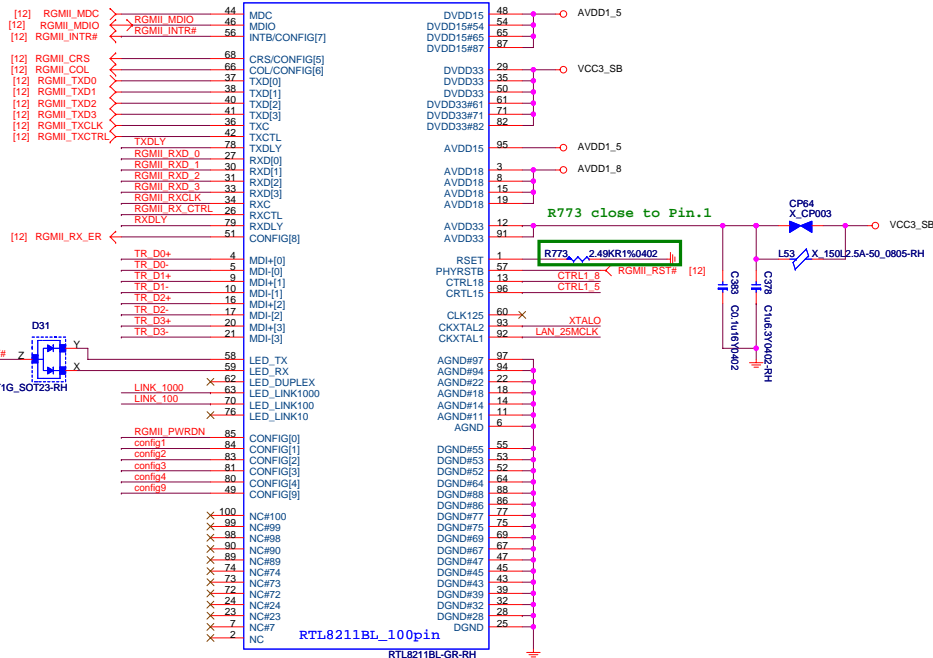 [12] RGMII_MDC 44 MDC
[12] RGMII_MDIO RGMII_MDIO 46 MDIO
[12] RGMII_INTR# RGMII_INTR# 56 INTB/CONFIG[7]
[12] RGMII_CRS 68 CRS/CONFIG[5]
[12] RGMII_COL 66 COL/CONFIG[6]
[12] RGMII_TXD0 37 TXD[0]
[12] RGMII_TXD1 38 TXD[1]
[12] RGMII_TXD2 40 TXD[2]
[12] RGMII_TXD3 41 TXD[3]
[12] RGMII_TXCLK 36 TXC
[12] RGMII_TXCTRL 42 TXCTL
TXDLY 78 TXDLY
RGMII_RXD_0 27 RXD[0]
RGMII_RXD_1 30 RXD[1]
RGMII_RXD_2 31 RXD[2]
RGMII_RXD_3 33 RXD[3]
RGMII_RXCLK 34 RXC
RGMII_RX_CTRL 26 RXCTL
RXDLY 79 RXDLY
[12] RGMII_RX_ER 51 CONFIG[8]
TR_D0+ 4 MDI+[0]
TR_D0- 5 MDI-[0]
TR_D1+ 9 MDI+[1]
TR_D1- 10 MDI-[1]
TR_D2+ 16 MDI+[2]
TR_D2- 17 MDI-[2]
TR_D3+ 20 MDI+[3]
TR_D3- 21 MDI-[3]
D31
# Z Y X
1G_SOT23-RH
58 LED_TX
59 LED_RX
62 LED_DUPLEX
LINK_1000 63 LED_LINK1000
LINK_100 70 LED_LINK100
76 LED_LINK10
RGMII_PWRDN 85 CONFIG[0]
config1 84 CONFIG[1]
config2 83 CONFIG[2]
config3 81 CONFIG[3]
config4 80 CONFIG[4]
config9 49 CONFIG[9]
100 NC#100
99 NC#99
98 NC#98
90 NC#90
89 NC#89
74 NC#74
73 NC#73
72 NC#72
24 NC#24
23 NC#23
7 NC#7
2 NC
DVDD15 48 AVDD1_5
DVDD15#54 54
DVDD15#65 65
DVDD15#87 87
DVDD33 29 VCC3_SB
DVDD33 35
DVDD33 50
DVDD33#61 61
DVDD33#71 71
DVDD33#82 82
AVDD15 95 AVDD1_5
AVDD18 3 AVDD1_8
AVDD18 8
AVDD18 15
AVDD18 19
R773 close to Pin.1
AVDD33 12
AVDD33 91
RSET 1 R773 2.49KR1%0402
PHYRSTB 57 RGMII_RST# [12]
CTRL18 13 CTRL1_8
CRTL15 96 CTRL1_5
CLK125 60
CKXTAL2 93 XTALO
CKXTAL1 92 LAN_25MCLK
AGND#97 97
AGND#94 94
AGND#22 22
AGND#18 18
AGND#14 14
AGND#11 11
AGND 6
DGND#55 55
DGND#53 53
DGND#52 52
DGND#64 64
DGND#88 88
DGND#86 86
DGND#77 77
DGND#75 75
DGND#69 69
DGND#67 67
DGND#47 47
DGND#45 45
DGND#43 43
DGND#39 39
DGND#32 32
DGND#28 28
DGND 25
CP64
X_CP003
VCC3_SB
L53 X_150L2.5A-50_0805-RH
C383 C0.1u16Y0402
C378 C1u6.3Y0402-RH
RTL8211BL_100pin
RTL8211BL-GR-RH